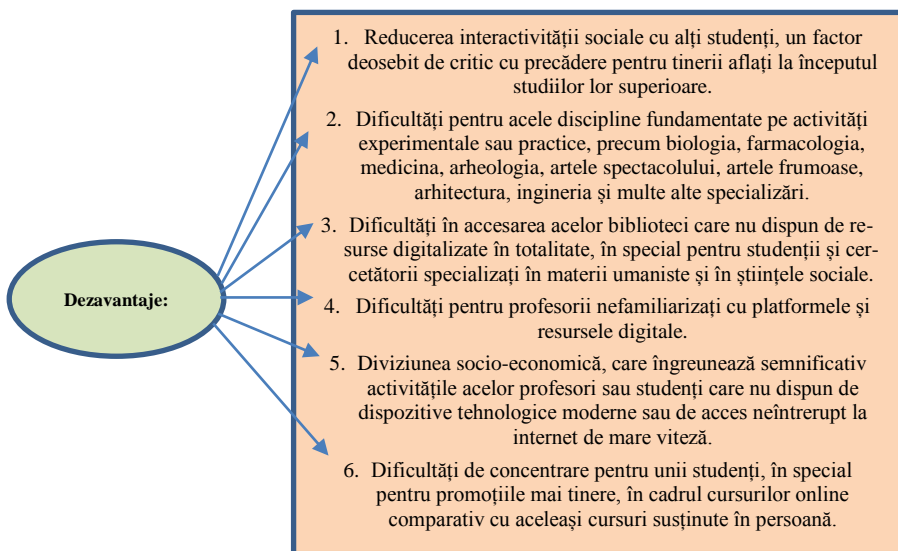 1. Reducerea interactivității sociale cu alți studenți, un factor
deosebit de critic cu precădere pentru tinerii aflați la începutul
studiilor lor superioare.
2. Dificultăți pentru acele discipline fundamentate pe activități
experimentale sau practice, precum biologia, farmacologia,
medicina, arheologia, artele spectacolului, artele frumoase,
arhitectura, ingineria și multe alte specializări.
3. Dificultăți în accesarea acelor biblioteci care nu dispun de re-
surse digitalizate în totalitate, în special pentru studenții și cer-
cetătorii specializați în materii umaniste și în științele sociale.
Dezavantaje:
4. Dificultăți pentru profesorii nefamiliarizați cu platformele și
resursele digitale.
5. Diviziunea socio-economică, care îngreunează semnificativ
activitățile acelor profesori sau studenți care nu dispun de
dispozitive tehnologice moderne sau de acces neîntrerupt la
internet de mare viteză.
6. Dificultăți de concentrare pentru unii studenți, în special
pentru promoțiile mai tinere, în cadrul cursurilor online
comparativ cu aceleași cursuri susținute în persoană.